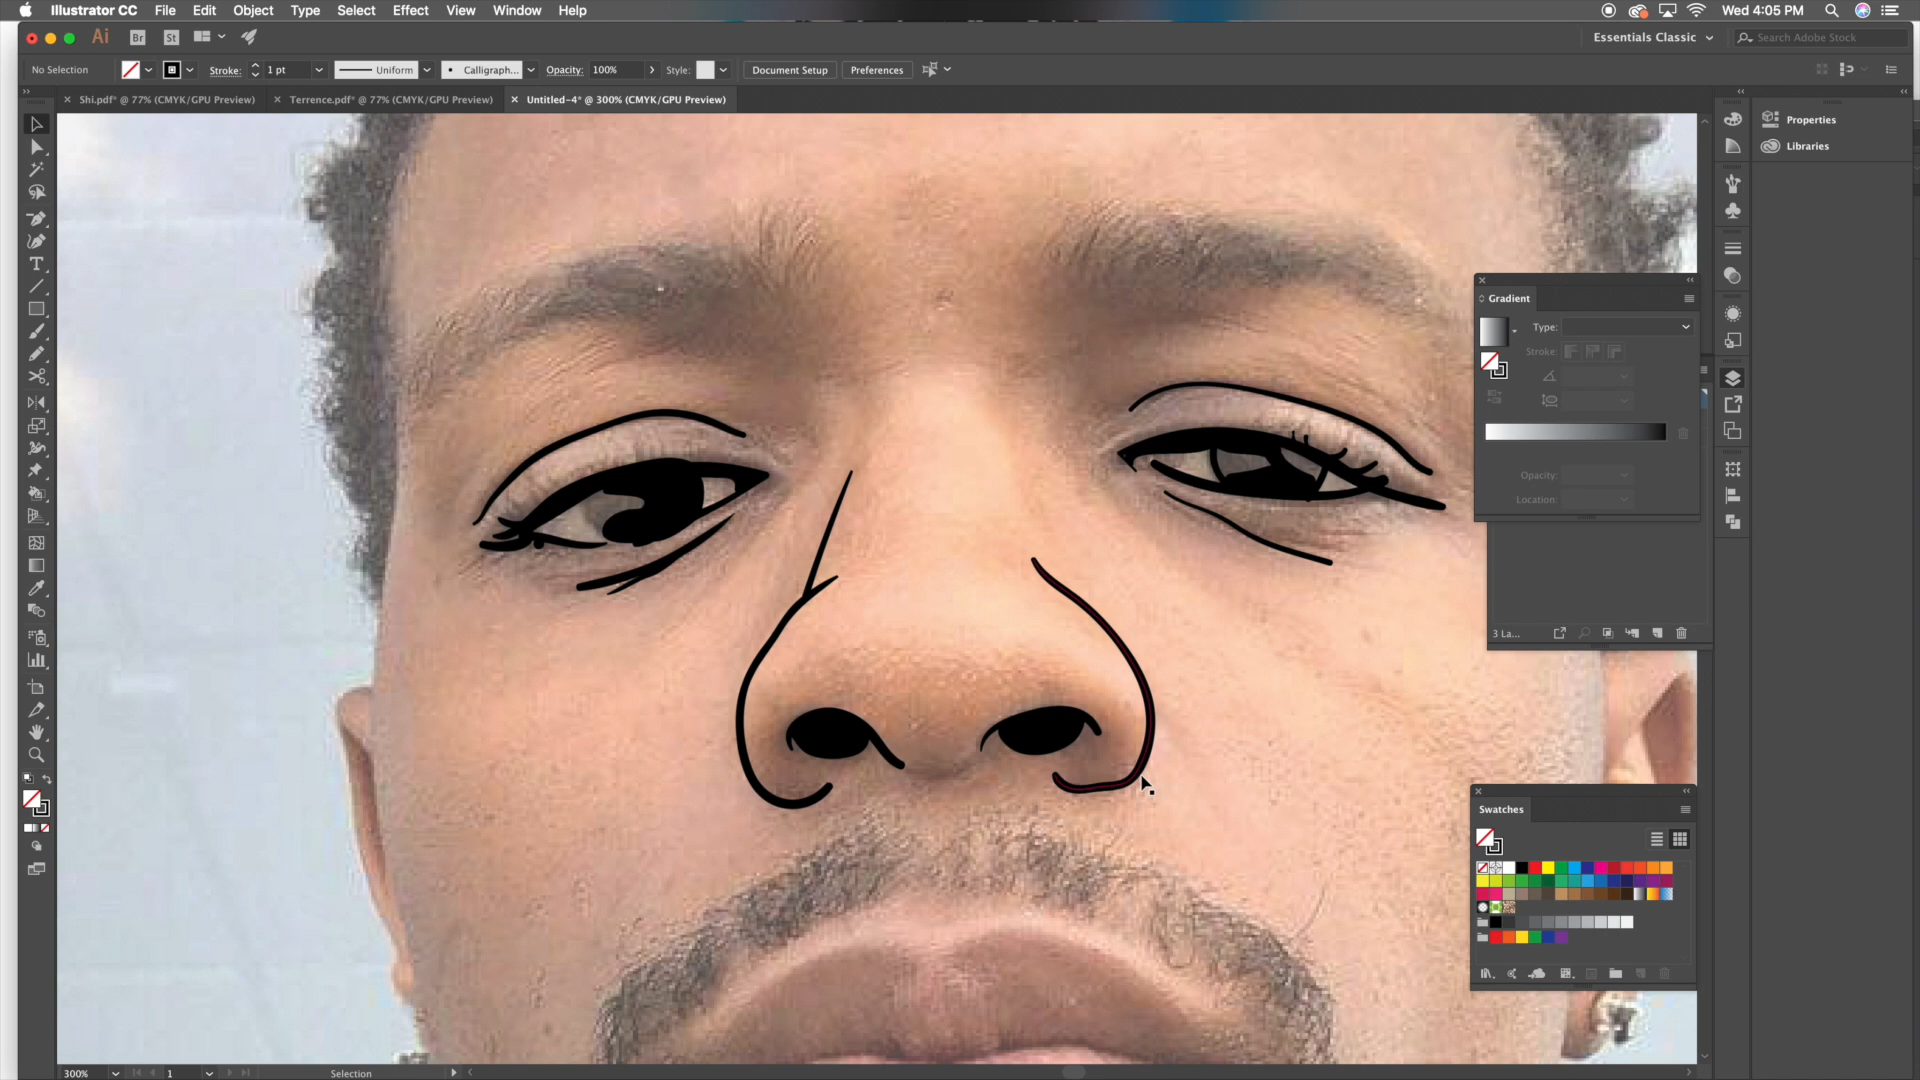 Illustrator CC File Edit Object Type Select Effect View Window Help Wed 4:05 PM
Ai Br St Essentials Classic Search Adobe Stock
No Selection Stroke: 1 pt Uniform Calligraph... Opacity: 100% Style: Document Setup Preferences
Shi.pdf* @ 77% (CMYK/GPU Preview) Terrence.pdf* @ 77% (CMYK/GPU Preview) Untitled-4* @ 300% (CMYK/GPU Preview)
Properties
Libraries
Gradient
Type:
Stroke:
Opacity:
Location:
3 La...
Swatches
300% 1 Selection